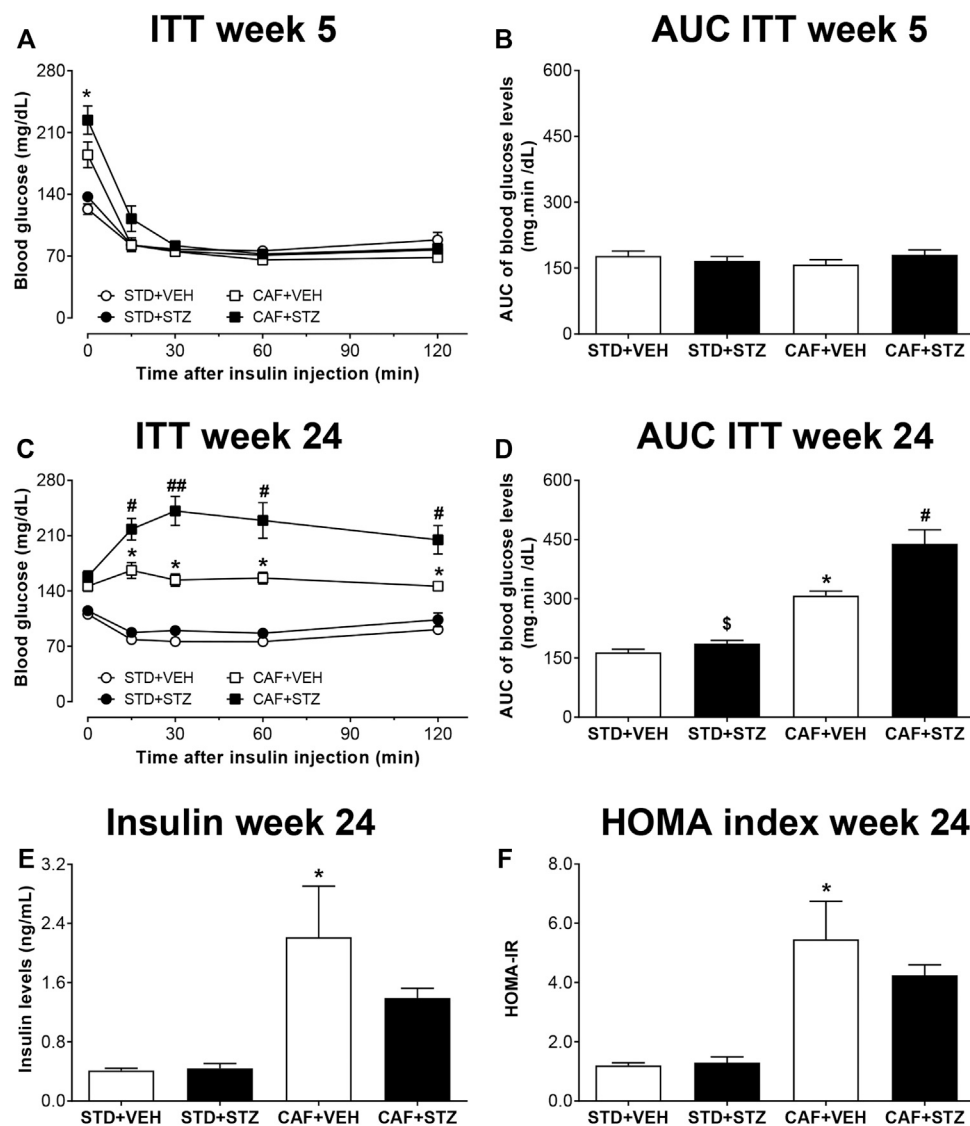 A
ITT week 5
Blood glucose (mg/dL)
280
210
140
70
0
*
STD+VEH
CAF+VEH
STD+STZ
CAF+STZ
0
30
60
90
120
Time after insulin injection (min)
B
AUC ITT week 5
AUC of blood glucose levels
(mg.min /dL)
600
450
300
150
0
STD+VEH
STD+STZ
CAF+VEH
CAF+STZ
C
ITT week 24
Blood glucose (mg/dL)
280
210
140
70
0
#
##
#
#
*
*
*
*
STD+VEH
CAF+VEH
STD+STZ
CAF+STZ
0
30
60
90
120
Time after insulin injection (min)
D
AUC ITT week 24
AUC of blood glucose levels
(mg.min /dL)
600
450
300
150
0
$
*
#
STD+VEH
STD+STZ
CAF+VEH
CAF+STZ
E
Insulin week 24
Insulin levels (ng/mL)
3.2
2.4
1.6
0.8
0.0
*
STD+VEH
STD+STZ
CAF+VEH
CAF+STZ
F
HOMA index week 24
HOMA-IR
8.0
6.0
4.0
2.0
0.0
*
STD+VEH
STD+STZ
CAF+VEH
CAF+STZ